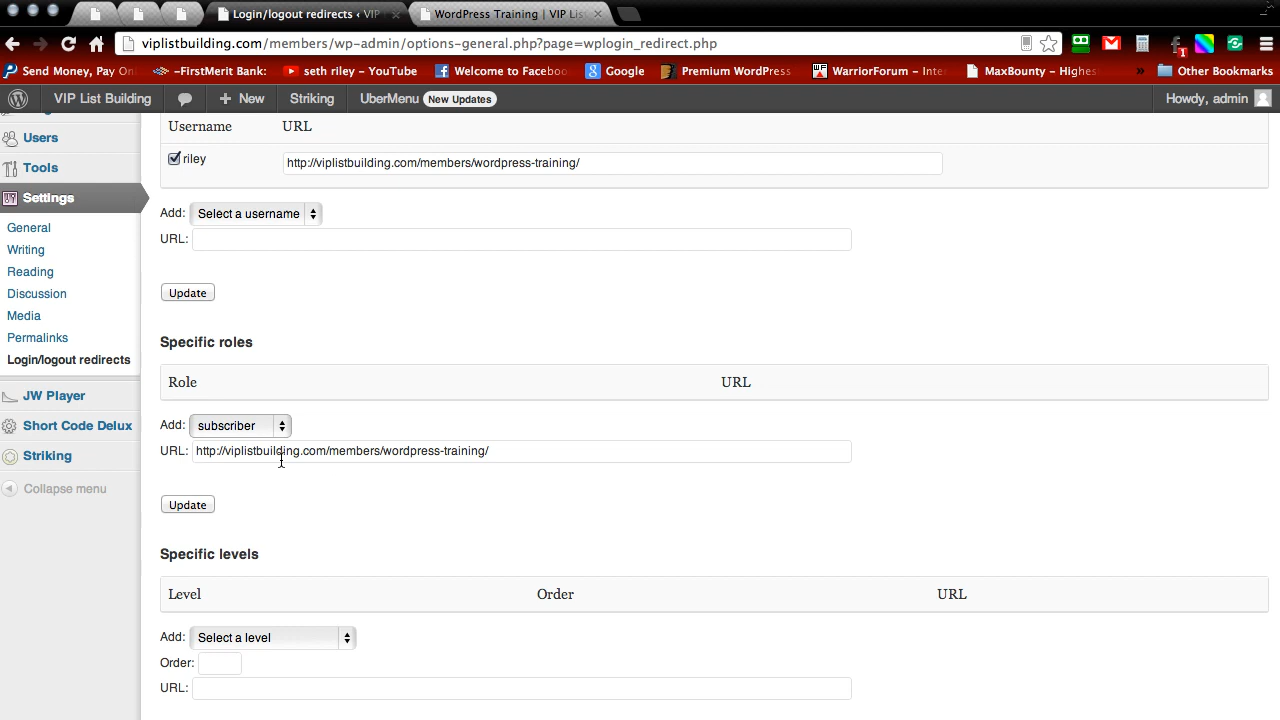 Login/logout redirects ‹ VIP
WordPress Training | VIP Lis
viplistbuilding.com/members/wp-admin/options-general.php?page=wplogin_redirect.php
Send Money, Pay On
–FirstMerit Bank:
seth riley – YouTube
Welcome to Faceboo
Google
Premium WordPress
WarriorForum – Inte
MaxBounty – Highes
»
Other Bookmarks
VIP List Building
+ New
Striking
UberMenu
New Updates
Howdy, admin
Users
Tools
Settings
General
Writing
Reading
Discussion
Media
Permalinks
Login/logout redirects
JW Player
Short Code Delux
Striking
Collapse menu
Username URL
riley http://viplistbuilding.com/members/wordpress-training/
Add: Select a username
URL:
Update
Specific roles
Role URL
Add: subscriber
URL: http://viplistbuilding.com/members/wordpress-training/
Update
Specific levels
Level Order URL
Add: Select a level
Order:
URL: